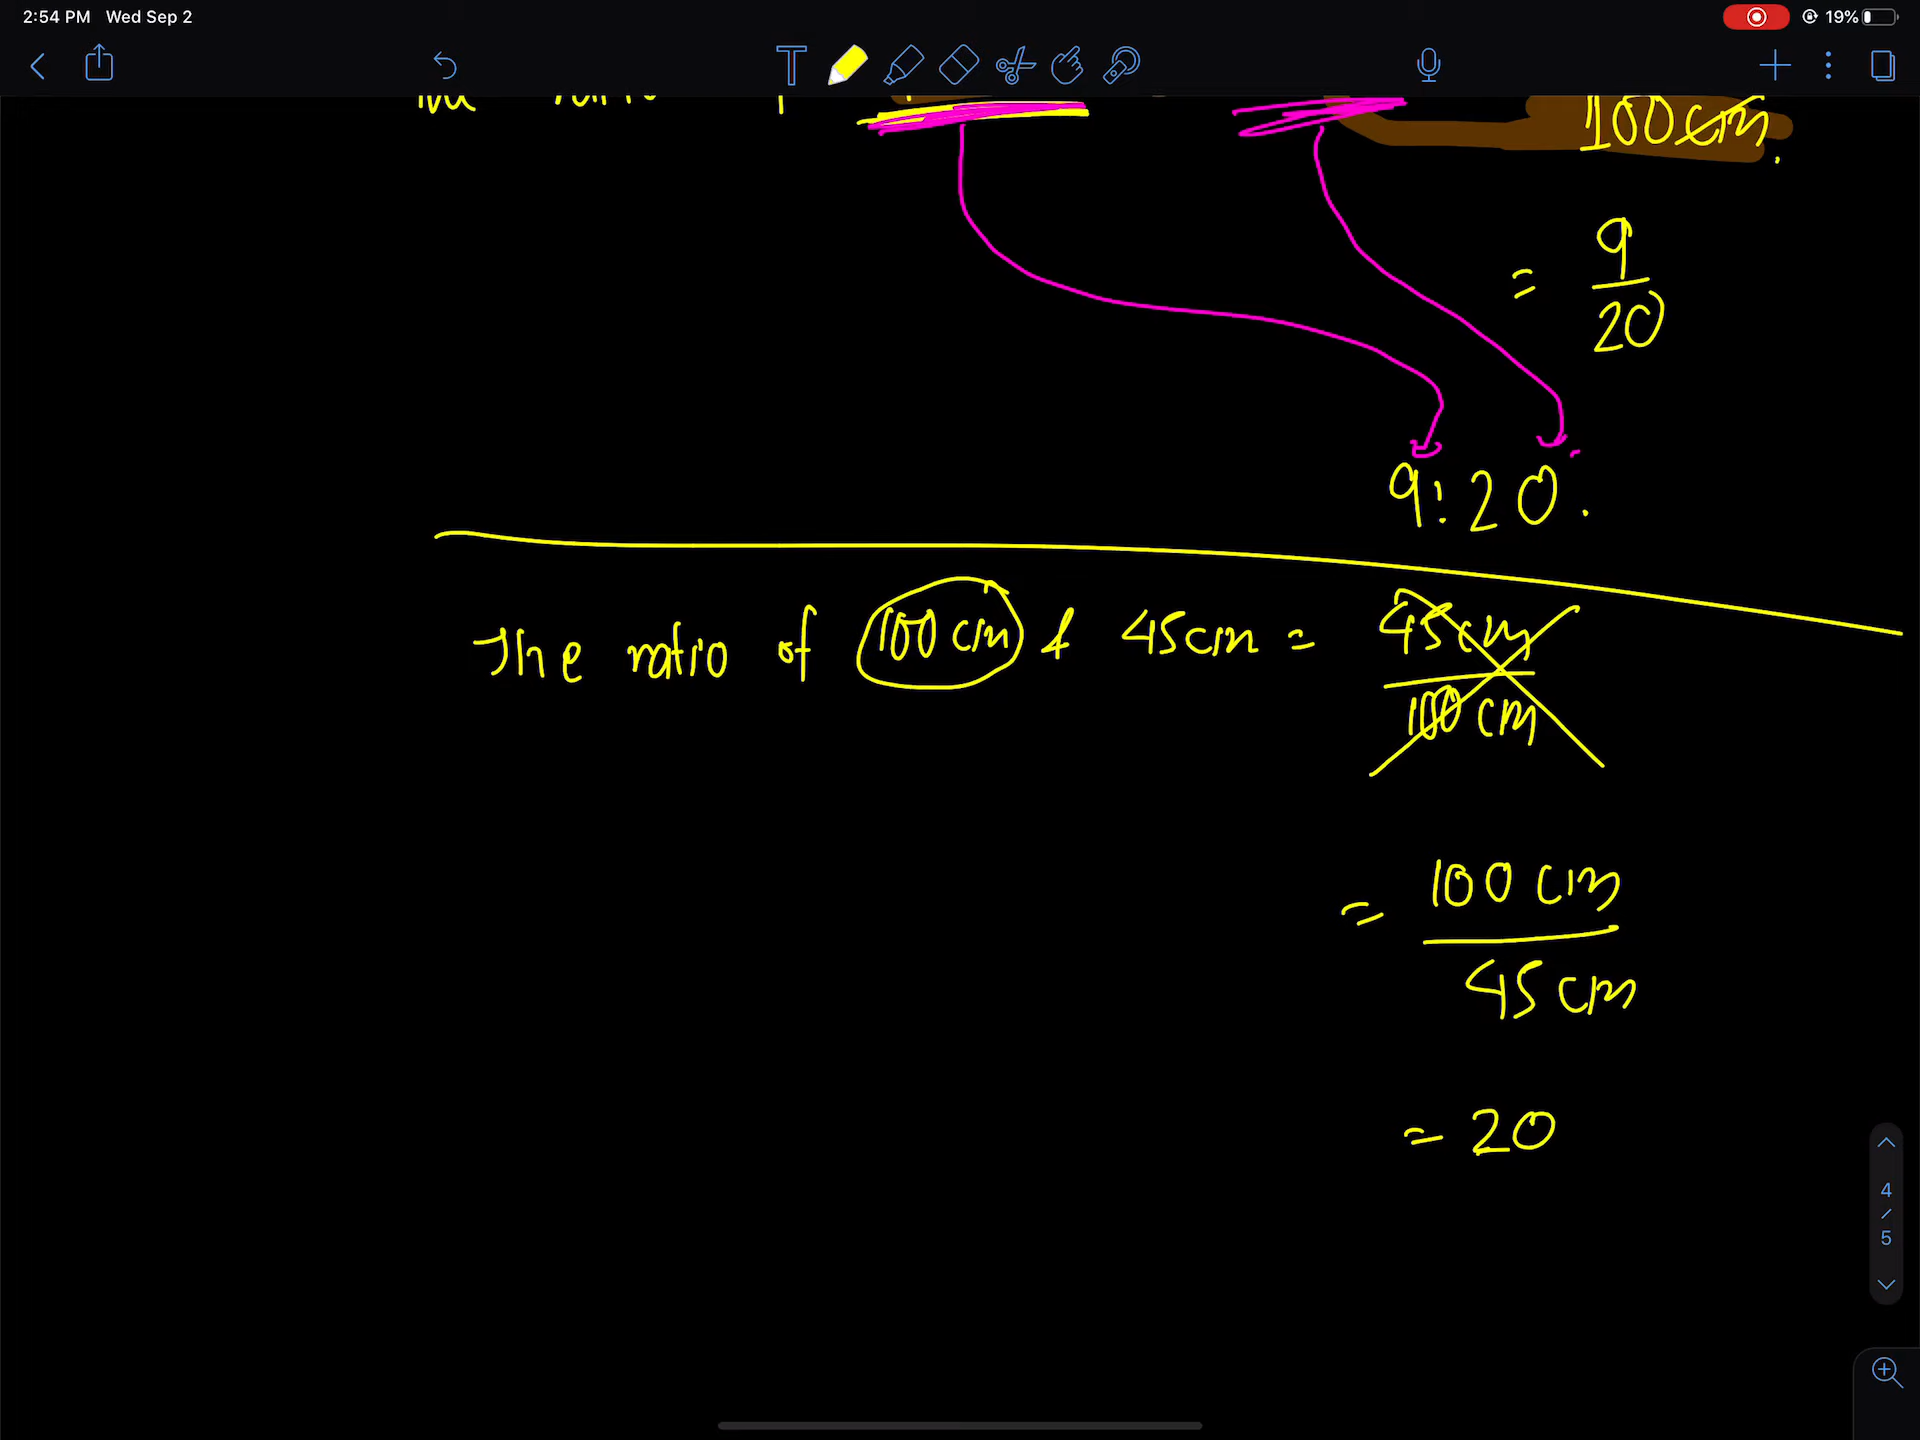 2:54 PM Wed Sep 2
19%
100cm.
= 9/20
9:20.
The ratio of 100 cm & 45cm = 45cm/100 cm
= 100 cm/45 cm
= 20
4/5